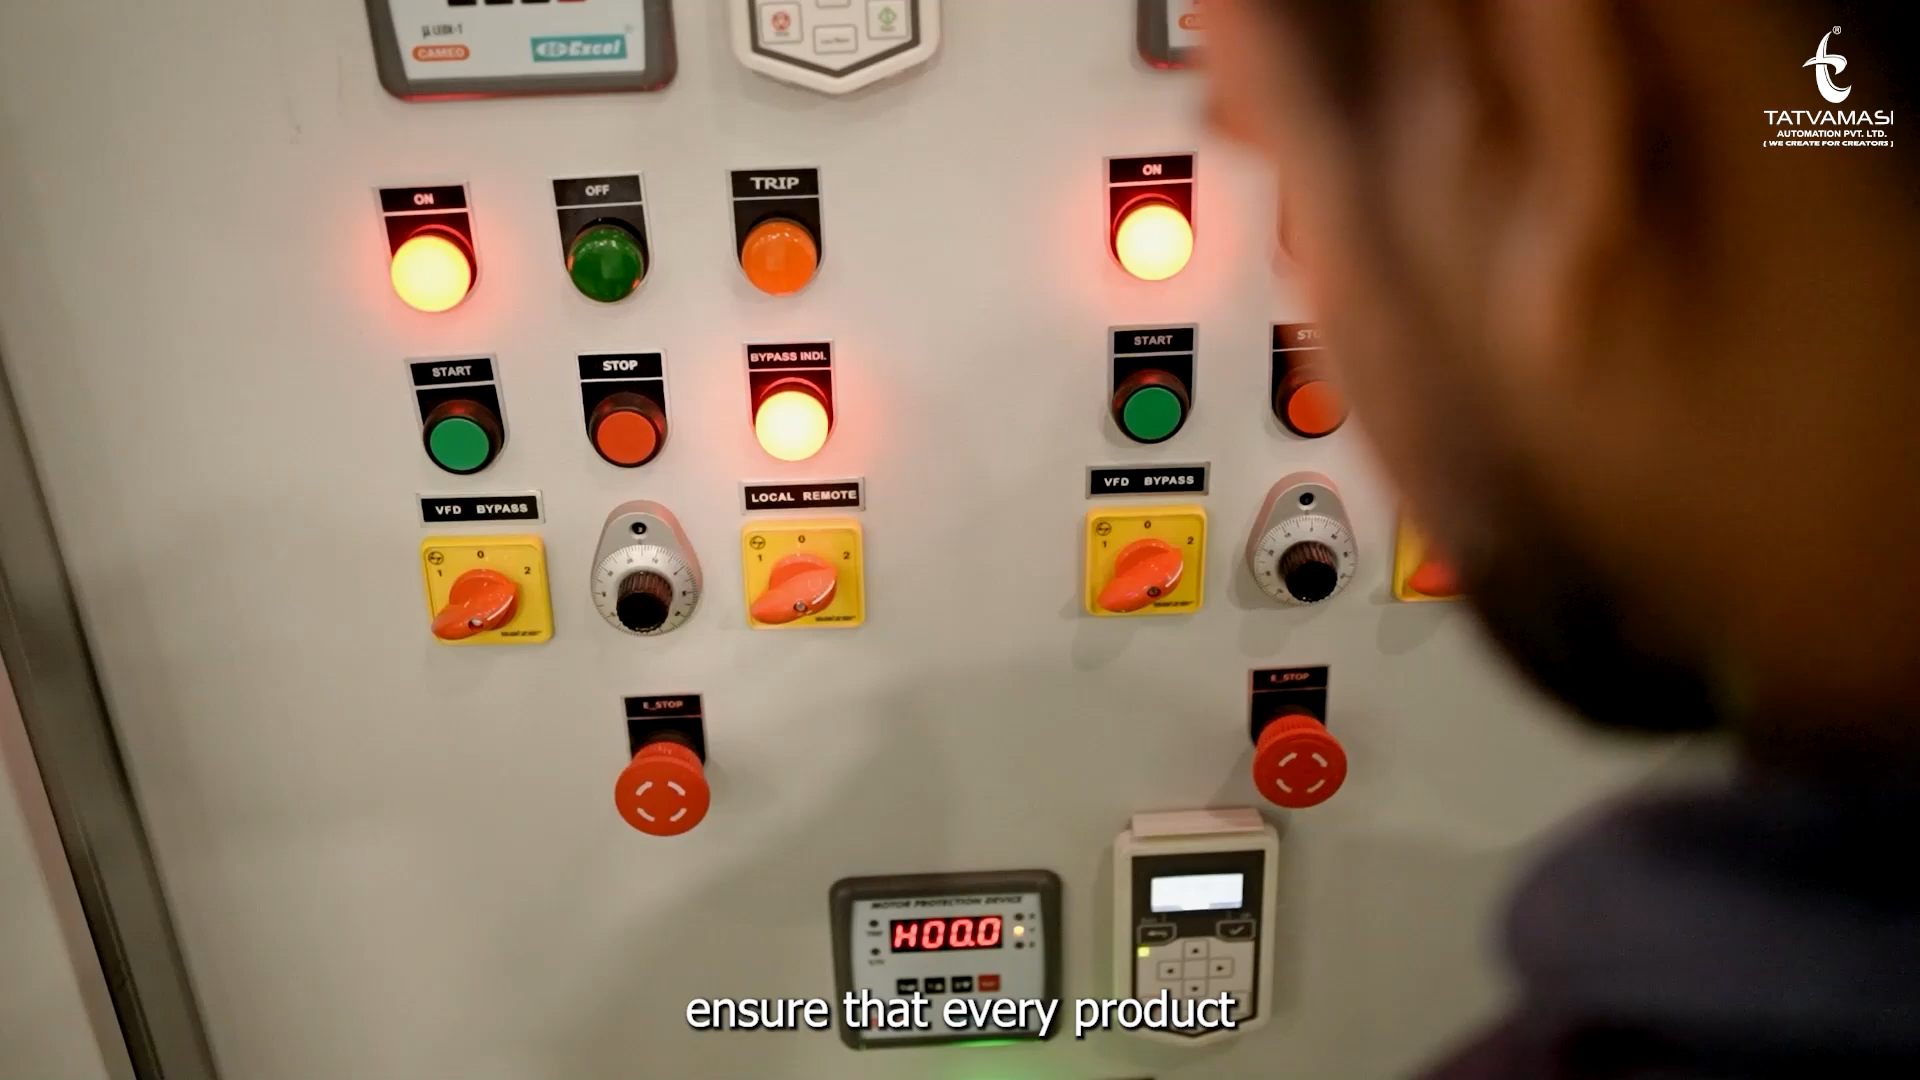 CAMEO
Excel
TATVAMASI
AUTOMATION PVT. LTD.
[ WE CREATE FOR CREATORS ]
ON
OFF
TRIP
ON
START
STOP
BYPASS INDI.
START
VFD BYPASS
LOCAL REMOTE
VFD BYPASS
0
1
2
0
1
2
0
1
2
E_STOP
E_STOP
MOTOR PROTECTION DEVICE
H00.0
ensure that every product